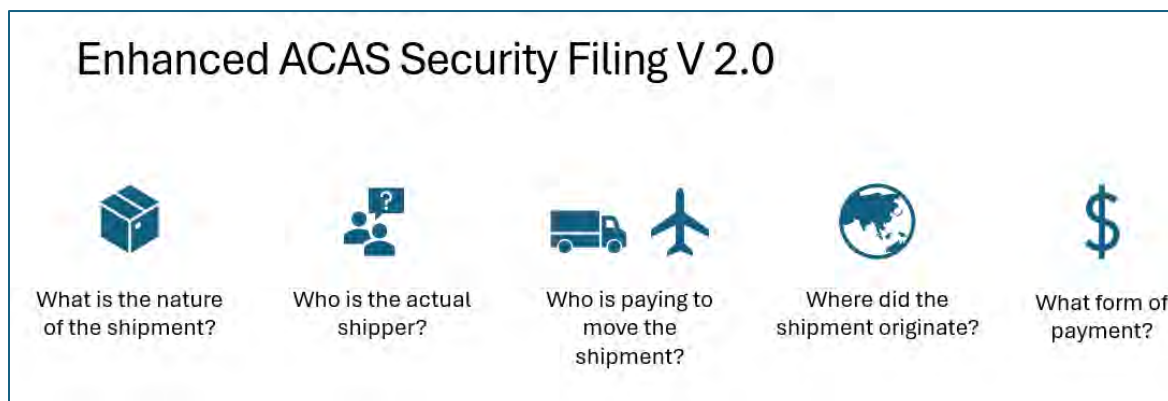 Enhanced ACAS Security Filing V 2.0
?
What is the nature
of the shipment?
Who is the actual
shipper?
Who is paying to
move the
shipment?
Where did the
shipment originate?
$
What form of
payment?